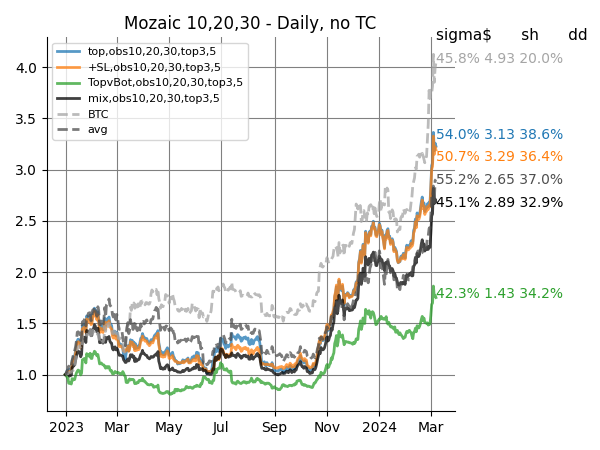 Mozaic 10,20,30 - Daily, no TC
sigma$ sh dd
top,obs10,20,30,top3,5
+SL,obs10,20,30,top3,5
TopvBot,obs10,20,30,top3,5
mix,obs10,20,30,top3,5
BTC
avg
45.8% 4.93 20.0%
54.0% 3.13 38.6%
50.7% 3.29 36.4%
55.2% 2.65 37.0%
45.1% 2.89 32.9%
42.3% 1.43 34.2%
4.0
3.5
3.0
2.5
2.0
1.5
1.0
2023 Mar May Jul Sep Nov 2024 Mar